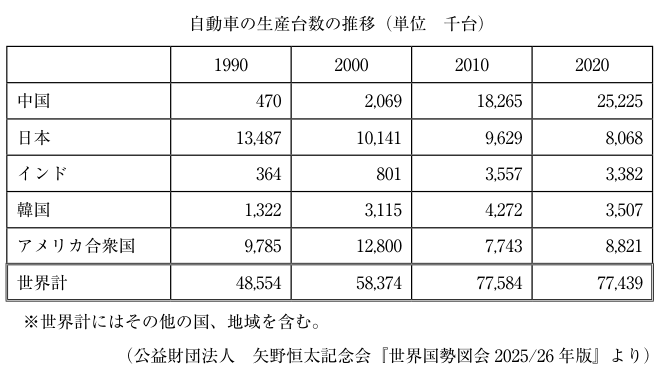 自動車の生産台数の推移（単位　千台）
1990 2000 2010 2020
中国 470 2,069 18,265 25,225
日本 13,487 10,141 9,629 8,068
インド 364 801 3,557 3,382
韓国 1,322 3,115 4,272 3,507
アメリカ合衆国 9,785 12,800 7,743 8,821
世界計 48,554 58,374 77,584 77,439
※世界計にはその他の国、地域を含む。
（公益財団法人　矢野恒太記念会『世界国勢図会 2025/26 年版』より）